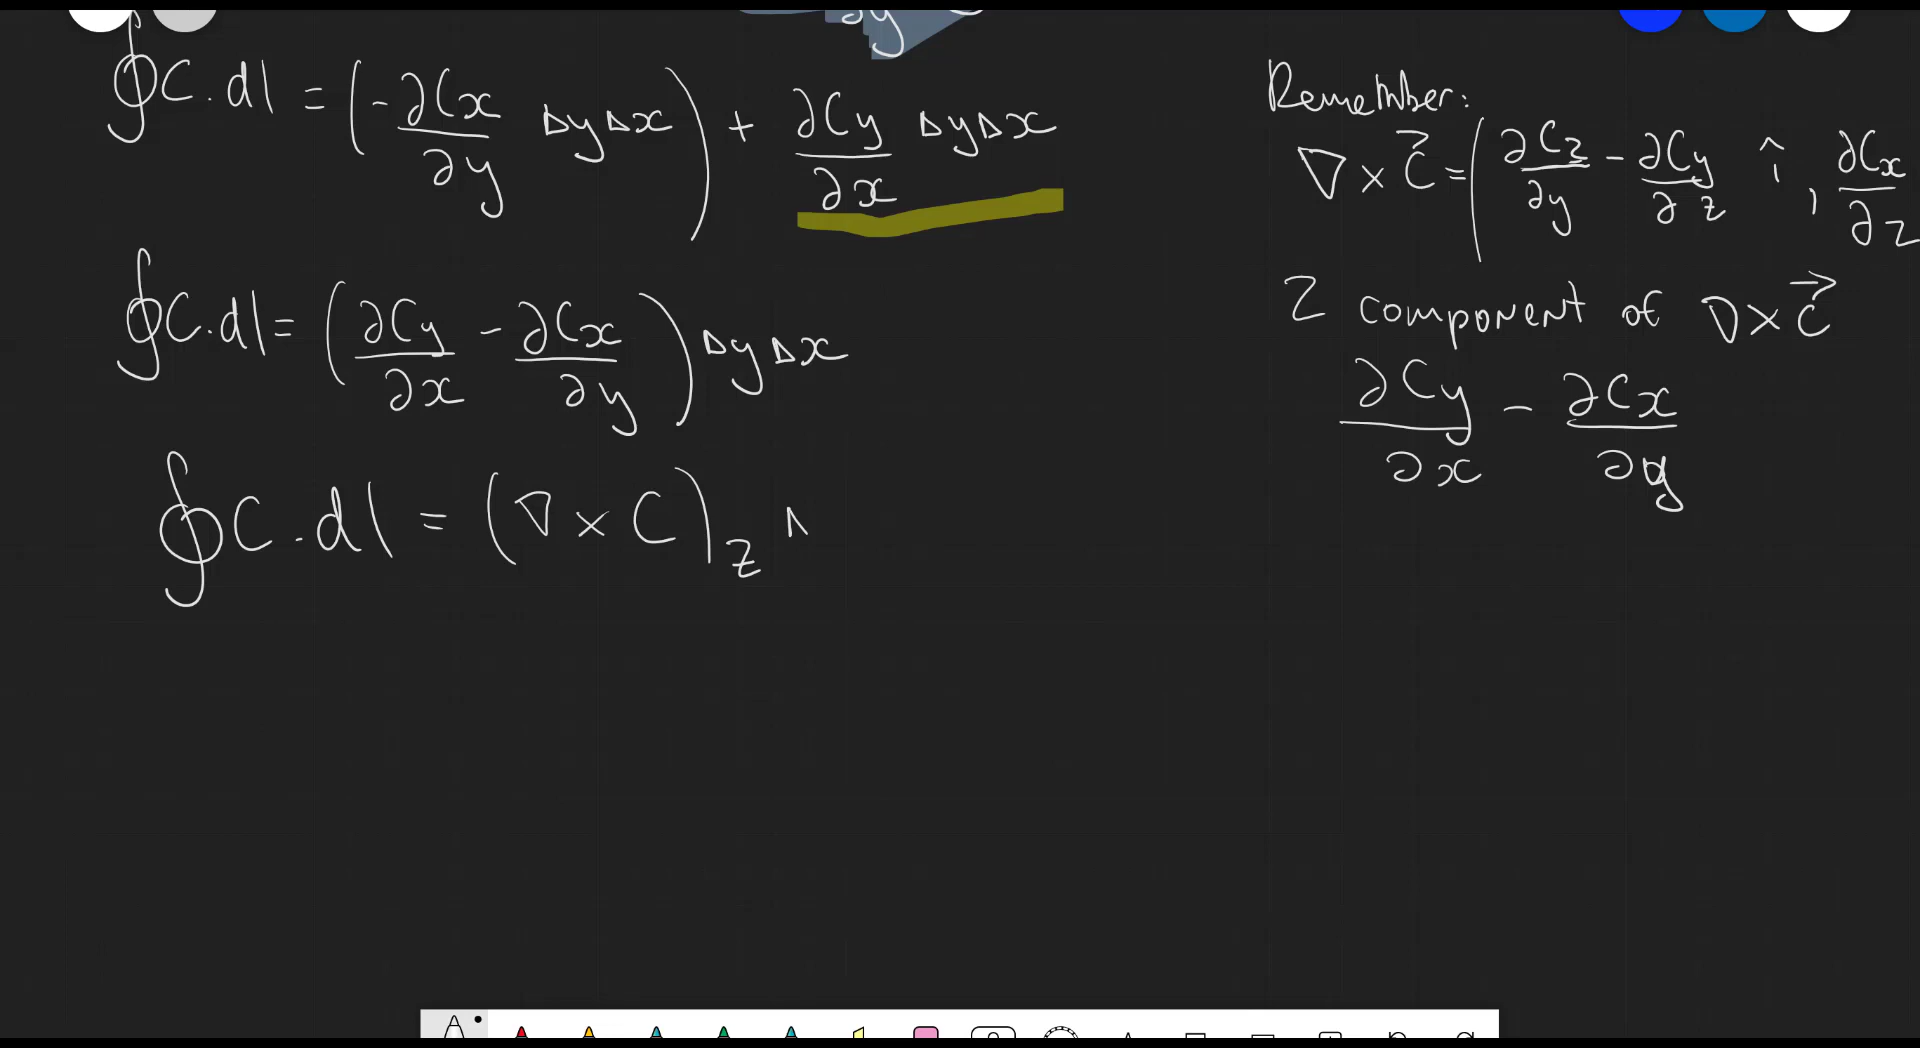 ∮C.dl = (-∂Cx/∂y ΔyΔx) + ∂Cy/∂x ΔyΔx
∮C.dl = (∂Cy/∂x - ∂Cx/∂y) ΔyΔx
∮C.dl = (∇×C)z
Remember:
∇×C⃗ = (∂Cz/∂y - ∂Cy/∂z î, ∂Cx/∂z
Z component of ∇×C⃗
∂Cy/∂x - ∂Cx/∂y